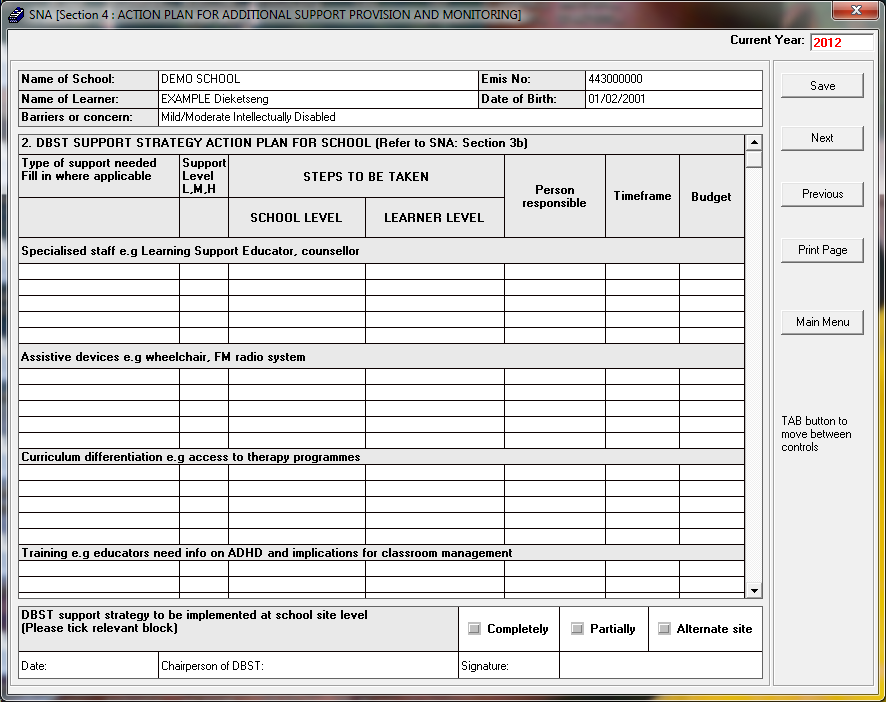 SNA [Section 4 : ACTION PLAN FOR ADDITIONAL SUPPORT PROVISION AND MONITORING]
Current Year: 2012
Name of School: DEMO SCHOOL Emis No: 443000000
Name of Learner: EXAMPLE Dieketseng Date of Birth: 01/02/2001
Barriers or concern: Mild/Moderate Intellectually Disabled
2. DBST SUPPORT STRATEGY ACTION PLAN FOR SCHOOL (Refer to SNA: Section 3b)
Type of support needed
Fill in where applicable
Support
Level
L,M,H
STEPS TO BE TAKEN
SCHOOL LEVEL LEARNER LEVEL
Person
responsible
Timeframe
Budget
Specialised staff e.g Learning Support Educator, counsellor
Assistive devices e.g wheelchair, FM radio system
Curriculum differentiation e.g access to therapy programmes
Training e.g educators need info on ADHD and implications for classroom management
DBST support strategy to be implemented at school site level
(Please tick relevant block)
Completely Partially Alternate site
Date: Chairperson of DBST: Signature:
Save
Next
Previous
Print Page
Main Menu
TAB button to
move between
controls